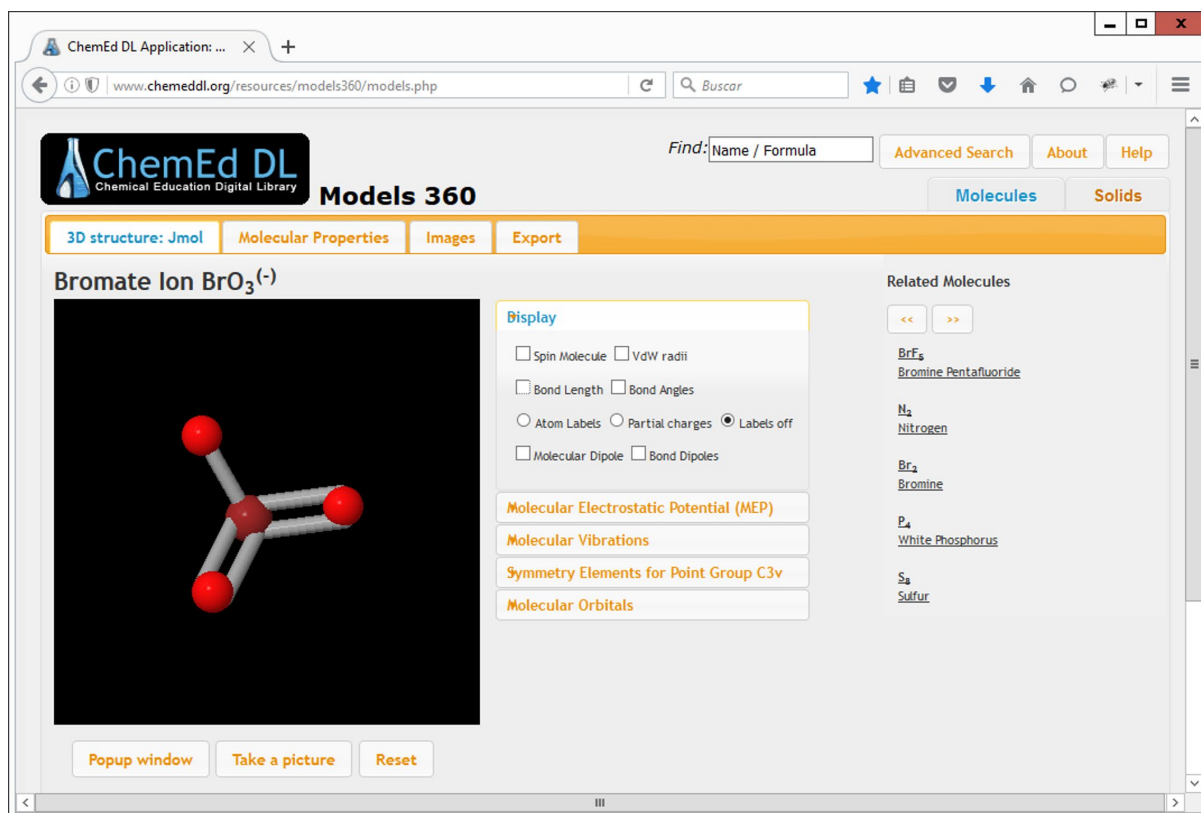 ChemEd DL Application: ...
www.chemeddl.org/resources/models360/models.php
Buscar
ChemEd DL
Chemical Education Digital Library
Models 360
Find: Name / Formula
Advanced Search
About
Help
Molecules
Solids
3D structure: Jmol
Molecular Properties
Images
Export
Bromate Ion BrO3(-)
Display
Spin Molecule VdW radii
Bond Length Bond Angles
Atom Labels Partial charges Labels off
Molecular Dipole Bond Dipoles
Molecular Electrostatic Potential (MEP)
Molecular Vibrations
Symmetry Elements for Point Group C3v
Molecular Orbitals
Related Molecules
<< >>
BrF5
Bromine Pentafluoride
N2
Nitrogen
Br2
Bromine
P4
White Phosphorus
S8
Sulfur
Popup window
Take a picture
Reset